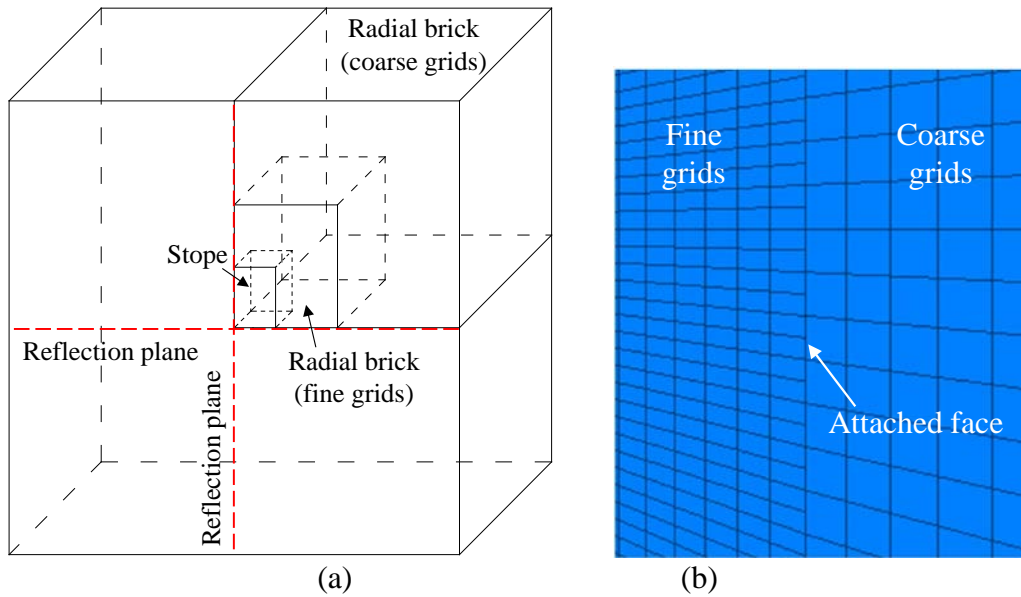 Radial brick
(coarse grids)
Stope
Reflection plane
Radial brick
(fine grids)
Reflection plane
(a)
Fine
grids
Coarse
grids
Attached face
(b)